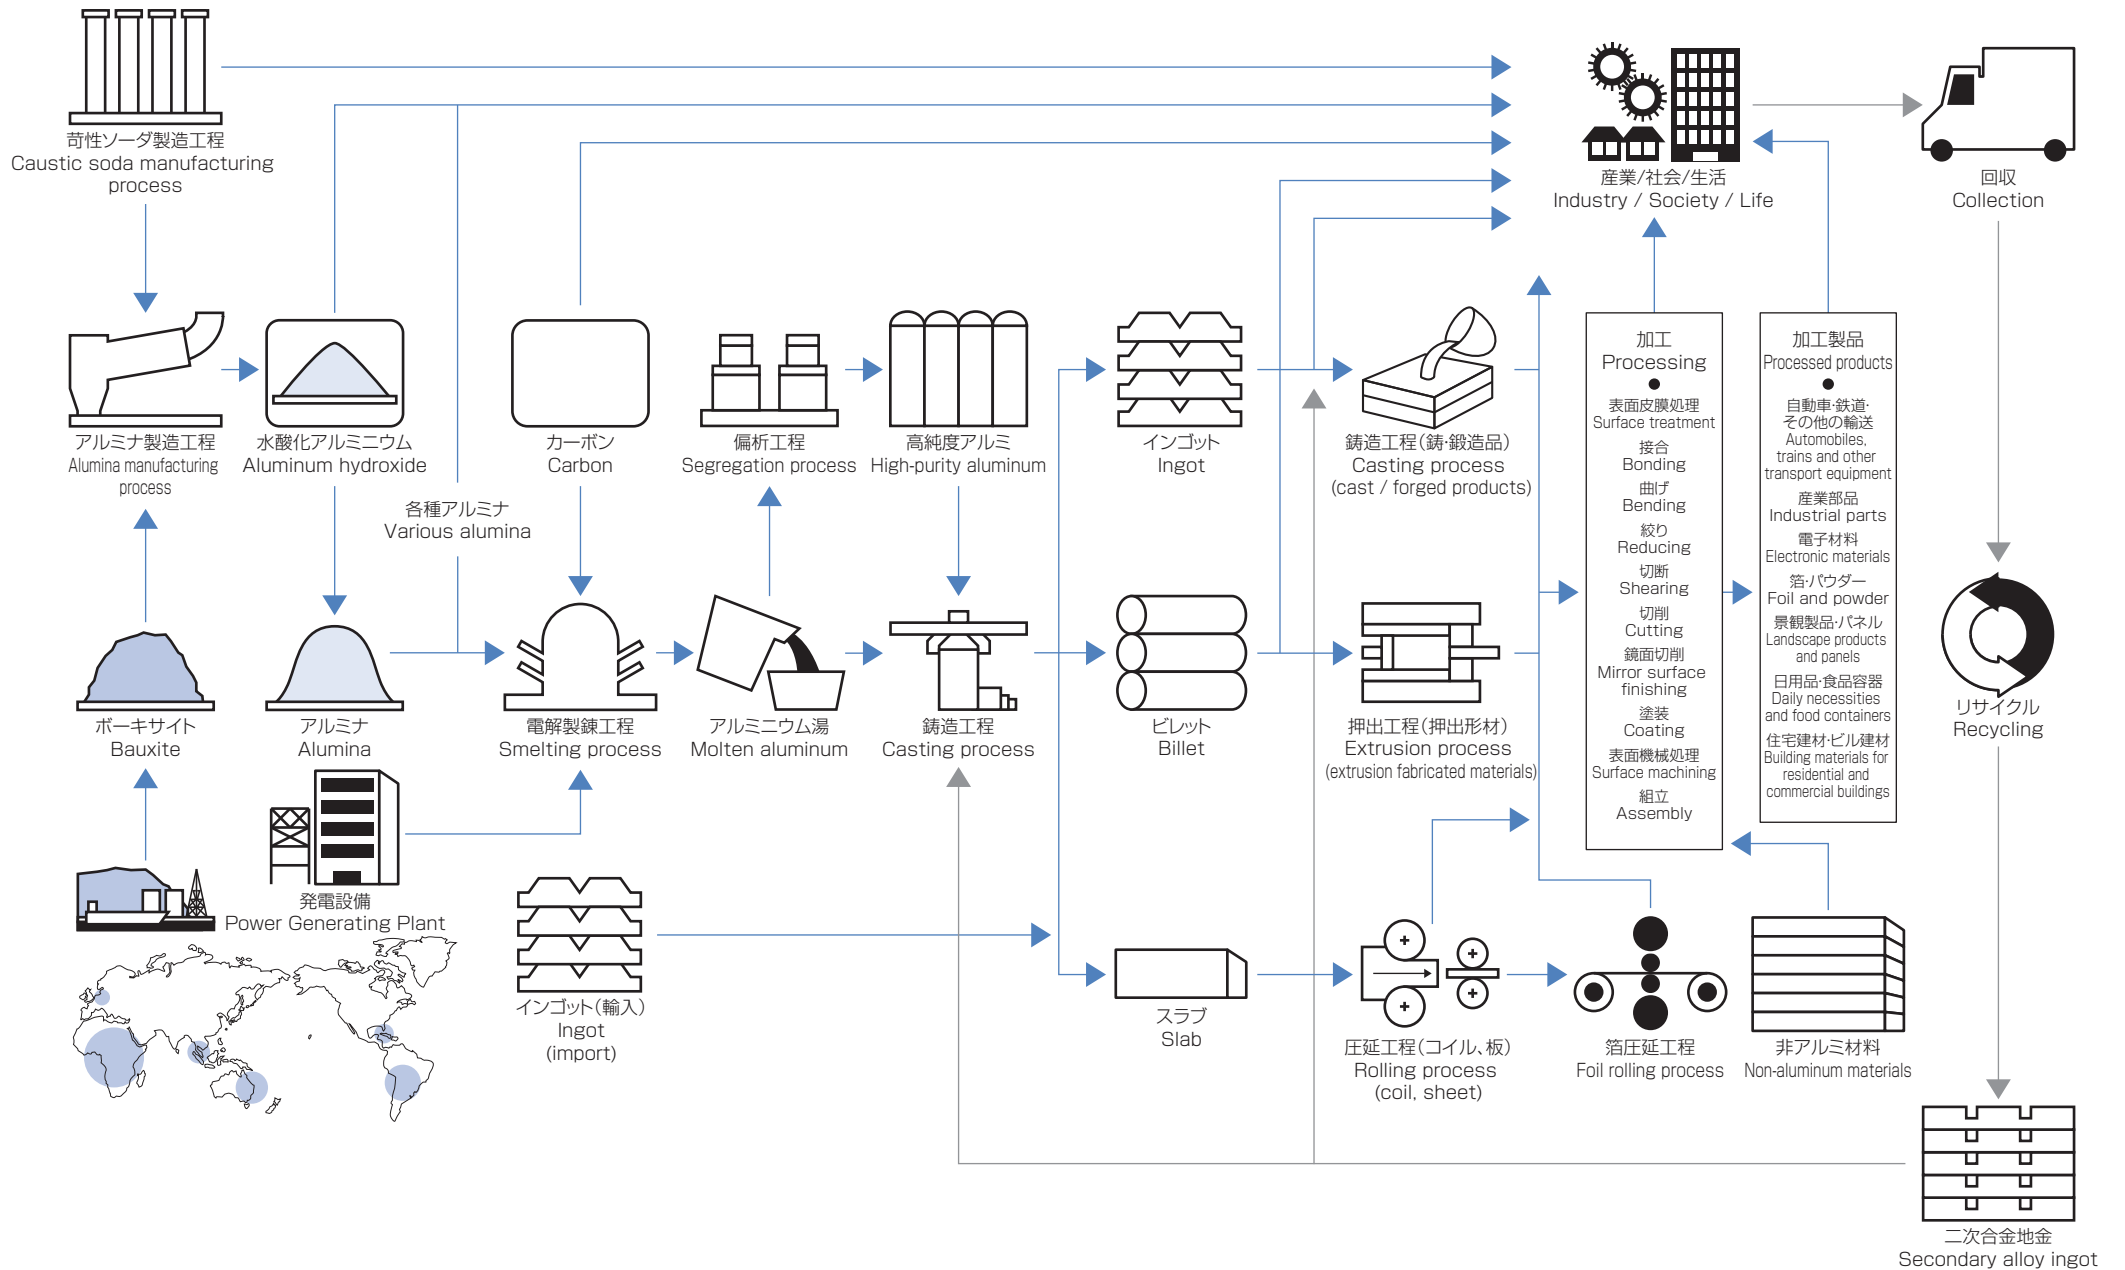 苛性ソーダ製造工程
Caustic soda manufacturing
process
産業/社会/生活
Industry / Society / Life
回収
Collection
アルミナ製造工程
Alumina manufacturing
process
水酸化アルミニウム
Aluminum hydroxide
各種アルミナ
Various alumina
カーボン
Carbon
偏析工程
Segregation process
高純度アルミ
High-purity aluminum
インゴット
Ingot
鋳造工程(鋳・鍛造品)
Casting process
(cast / forged products)
加工
Processing
●
表面皮膜処理
Surface treatment
接合
Bonding
曲げ
Bending
絞り
Reducing
切断
Shearing
切削
Cutting
鏡面切削
Mirror surface
finishing
塗装
Coating
表面機械処理
Surface machining
組立
Assembly
加工製品
Processed products
●
自動車・鉄道・
その他の輸送
Automobiles,
trains and other
transport equipment
産業部品
Industrial parts
電子材料
Electronic materials
箔・パウダー
Foil and powder
景観製品・パネル
Landscape products
and panels
日用品・食品容器
Daily necessities
and food containers
住宅建材・ビル建材
Building materials for
residential and
commercial buildings
ボーキサイト
Bauxite
アルミナ
Alumina
電解製錬工程
Smelting process
アルミニウム湯
Molten aluminum
鋳造工程
Casting process
ビレット
Billet
押出工程(押出形材)
Extrusion process
(extrusion fabricated materials)
リサイクル
Recycling
発電設備
Power Generating Plant
インゴット(輸入)
Ingot
(import)
スラブ
Slab
圧延工程(コイル、板)
Rolling process
(coil, sheet)
箔圧延工程
Foil rolling process
非アルミ材料
Non-aluminum materials
二次合金地金
Secondary alloy ingot